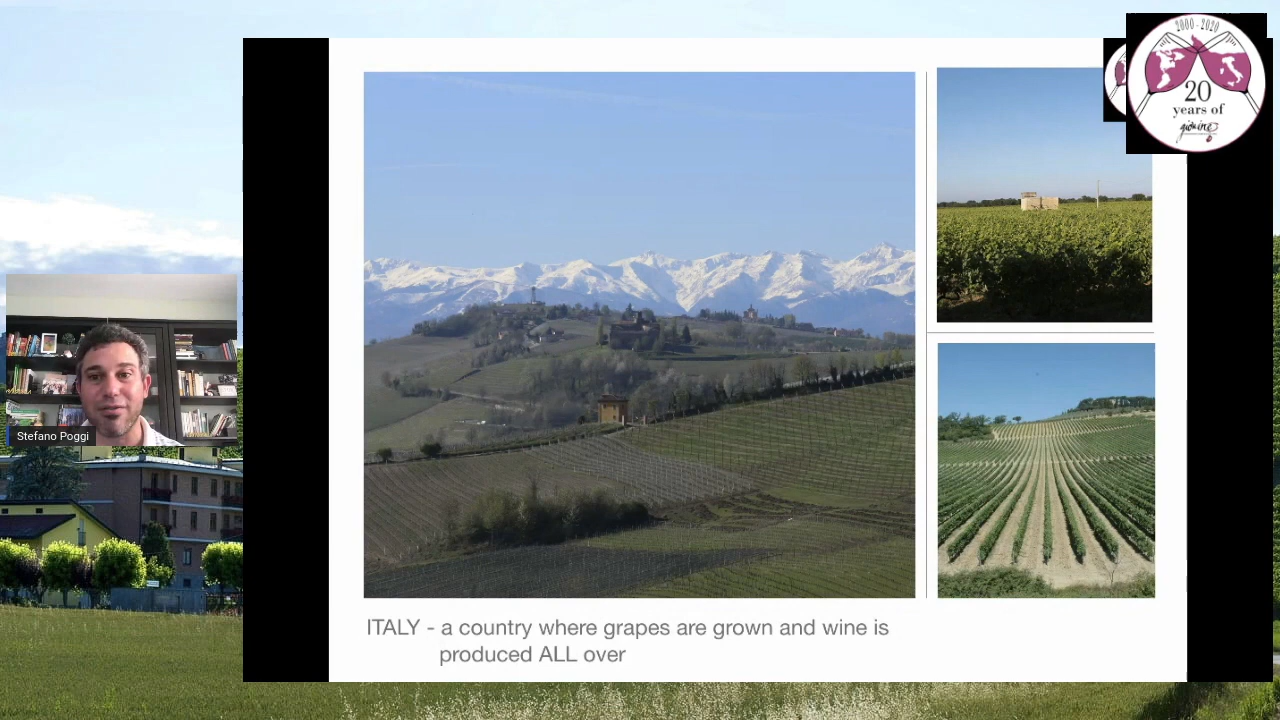 2000-2020
20
years of
giwine
Stefano Poggi
ITALY - a country where grapes are grown and wine is
produced ALL over